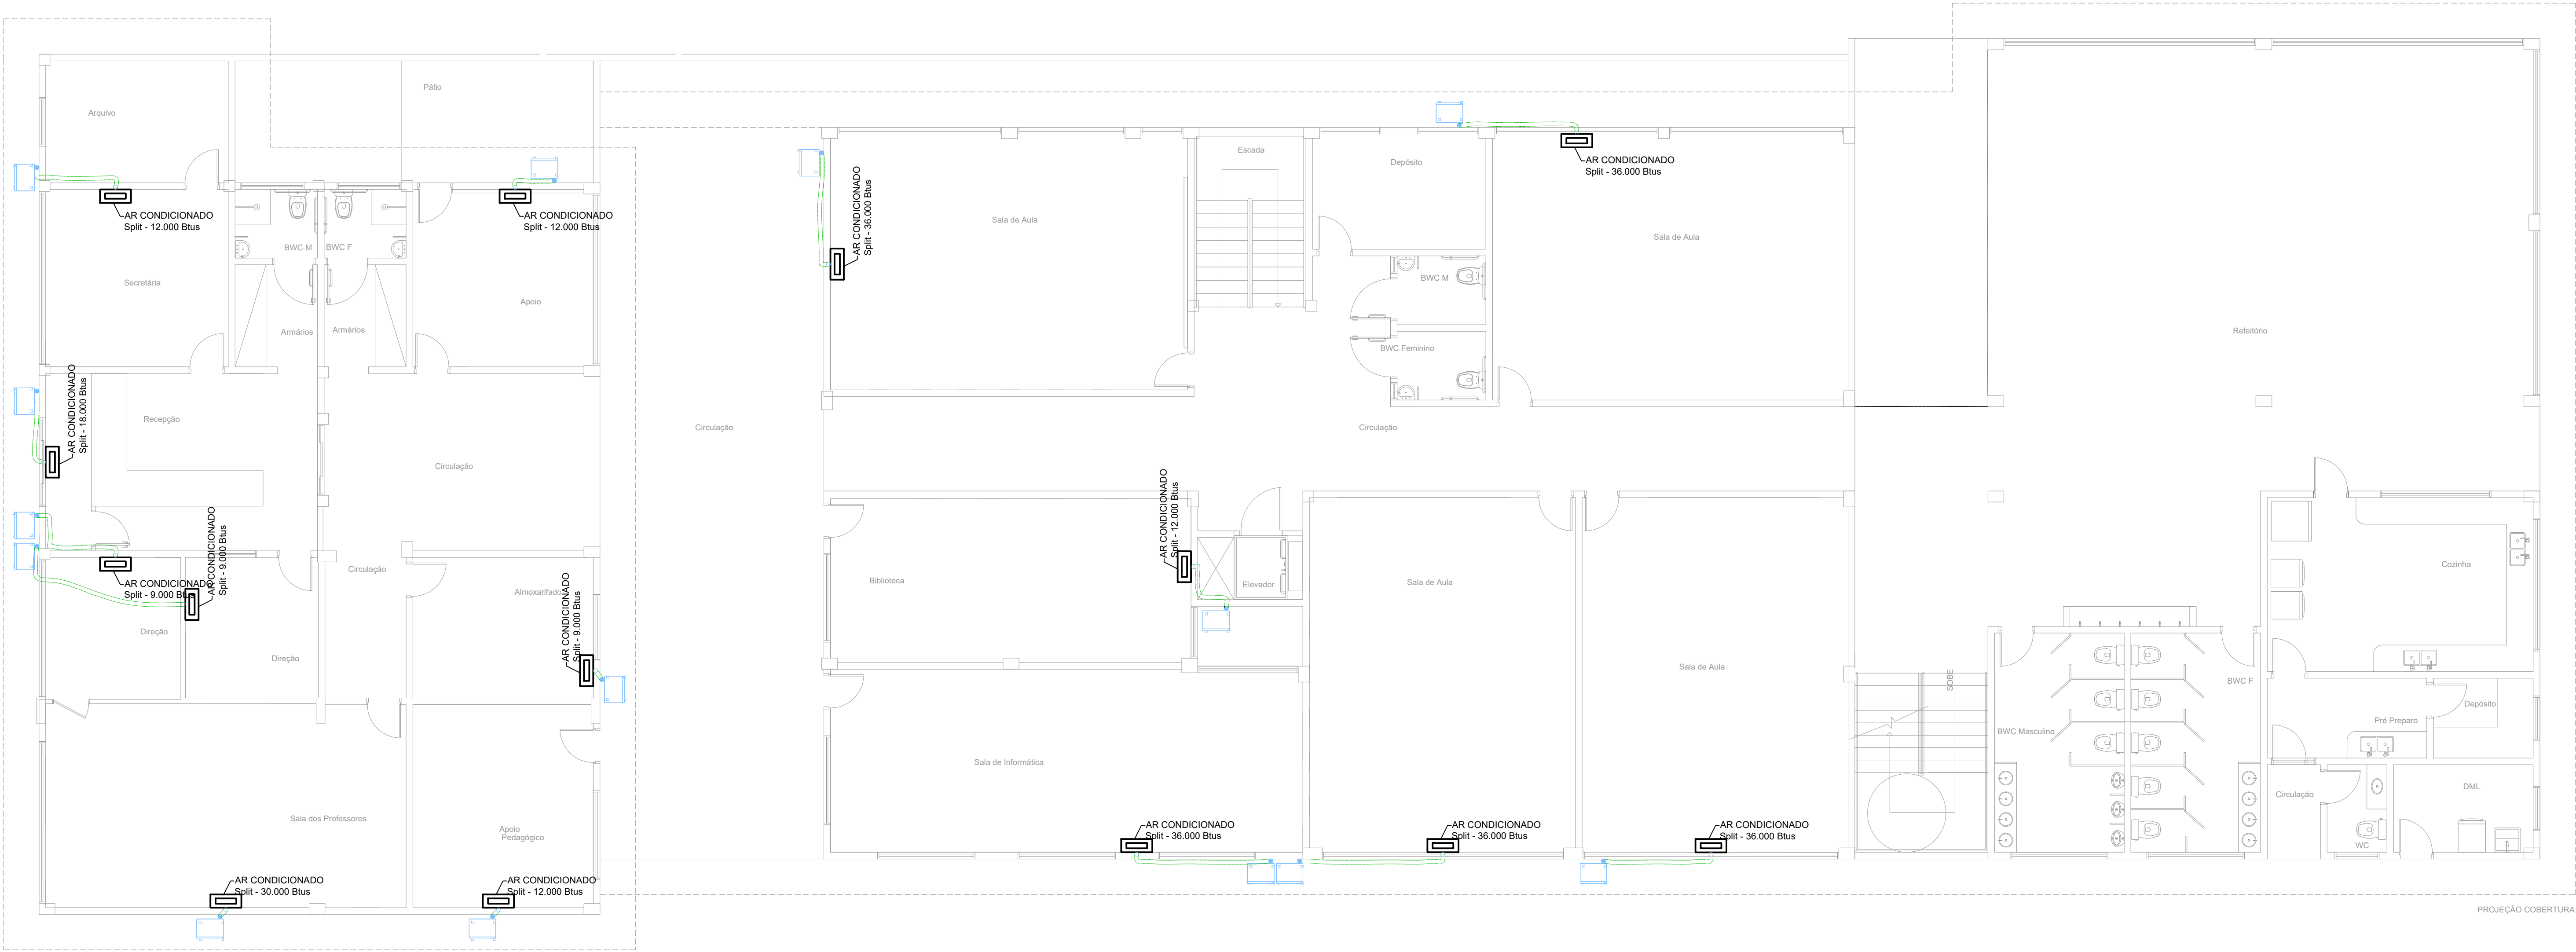 Pátio
Arquivo
AR CONDICIONADO
Split - 12.000 Btus
AR CONDICIONADO
Split - 12.000 Btus
BWC M
BWC F
Secretária
Apoio
Armários
Armários
AR CONDICIONADO
Split - 18.000 Btus
Recepção
Circulação
AR CONDICIONADO
Split - 9.000 Btus
AR CONDICIONADO
Split - 9.000 Btus
Circulação
Almoxarifado
AR CONDICIONADO
Split - 9.000 Btus
Direção
Direção
Sala dos Professores
Apoio
Pedagógico
AR CONDICIONADO
Split - 30.000 Btus
AR CONDICIONADO
Split - 12.000 Btus
Circulação
AR CONDICIONADO
Split - 36.000 Btus
Sala de Aula
Escada
Depósito
AR CONDICIONADO
Split - 36.000 Btus
Sala de Aula
BWC M
BWC Feminino
Circulação
AR CONDICIONADO
Split - 12.000 Btus
Biblioteca
Elevador
Sala de Aula
Sala de Aula
Sala de Informática
AR CONDICIONADO
Split - 36.000 Btus
AR CONDICIONADO
Split - 36.000 Btus
AR CONDICIONADO
Split - 36.000 Btus
Refeitório
Cozinha
SOBE
BWC F
BWC Masculino
Pré Preparo
Depósito
Circulação
DML
WC
PROJEÇÃO COBERTURA